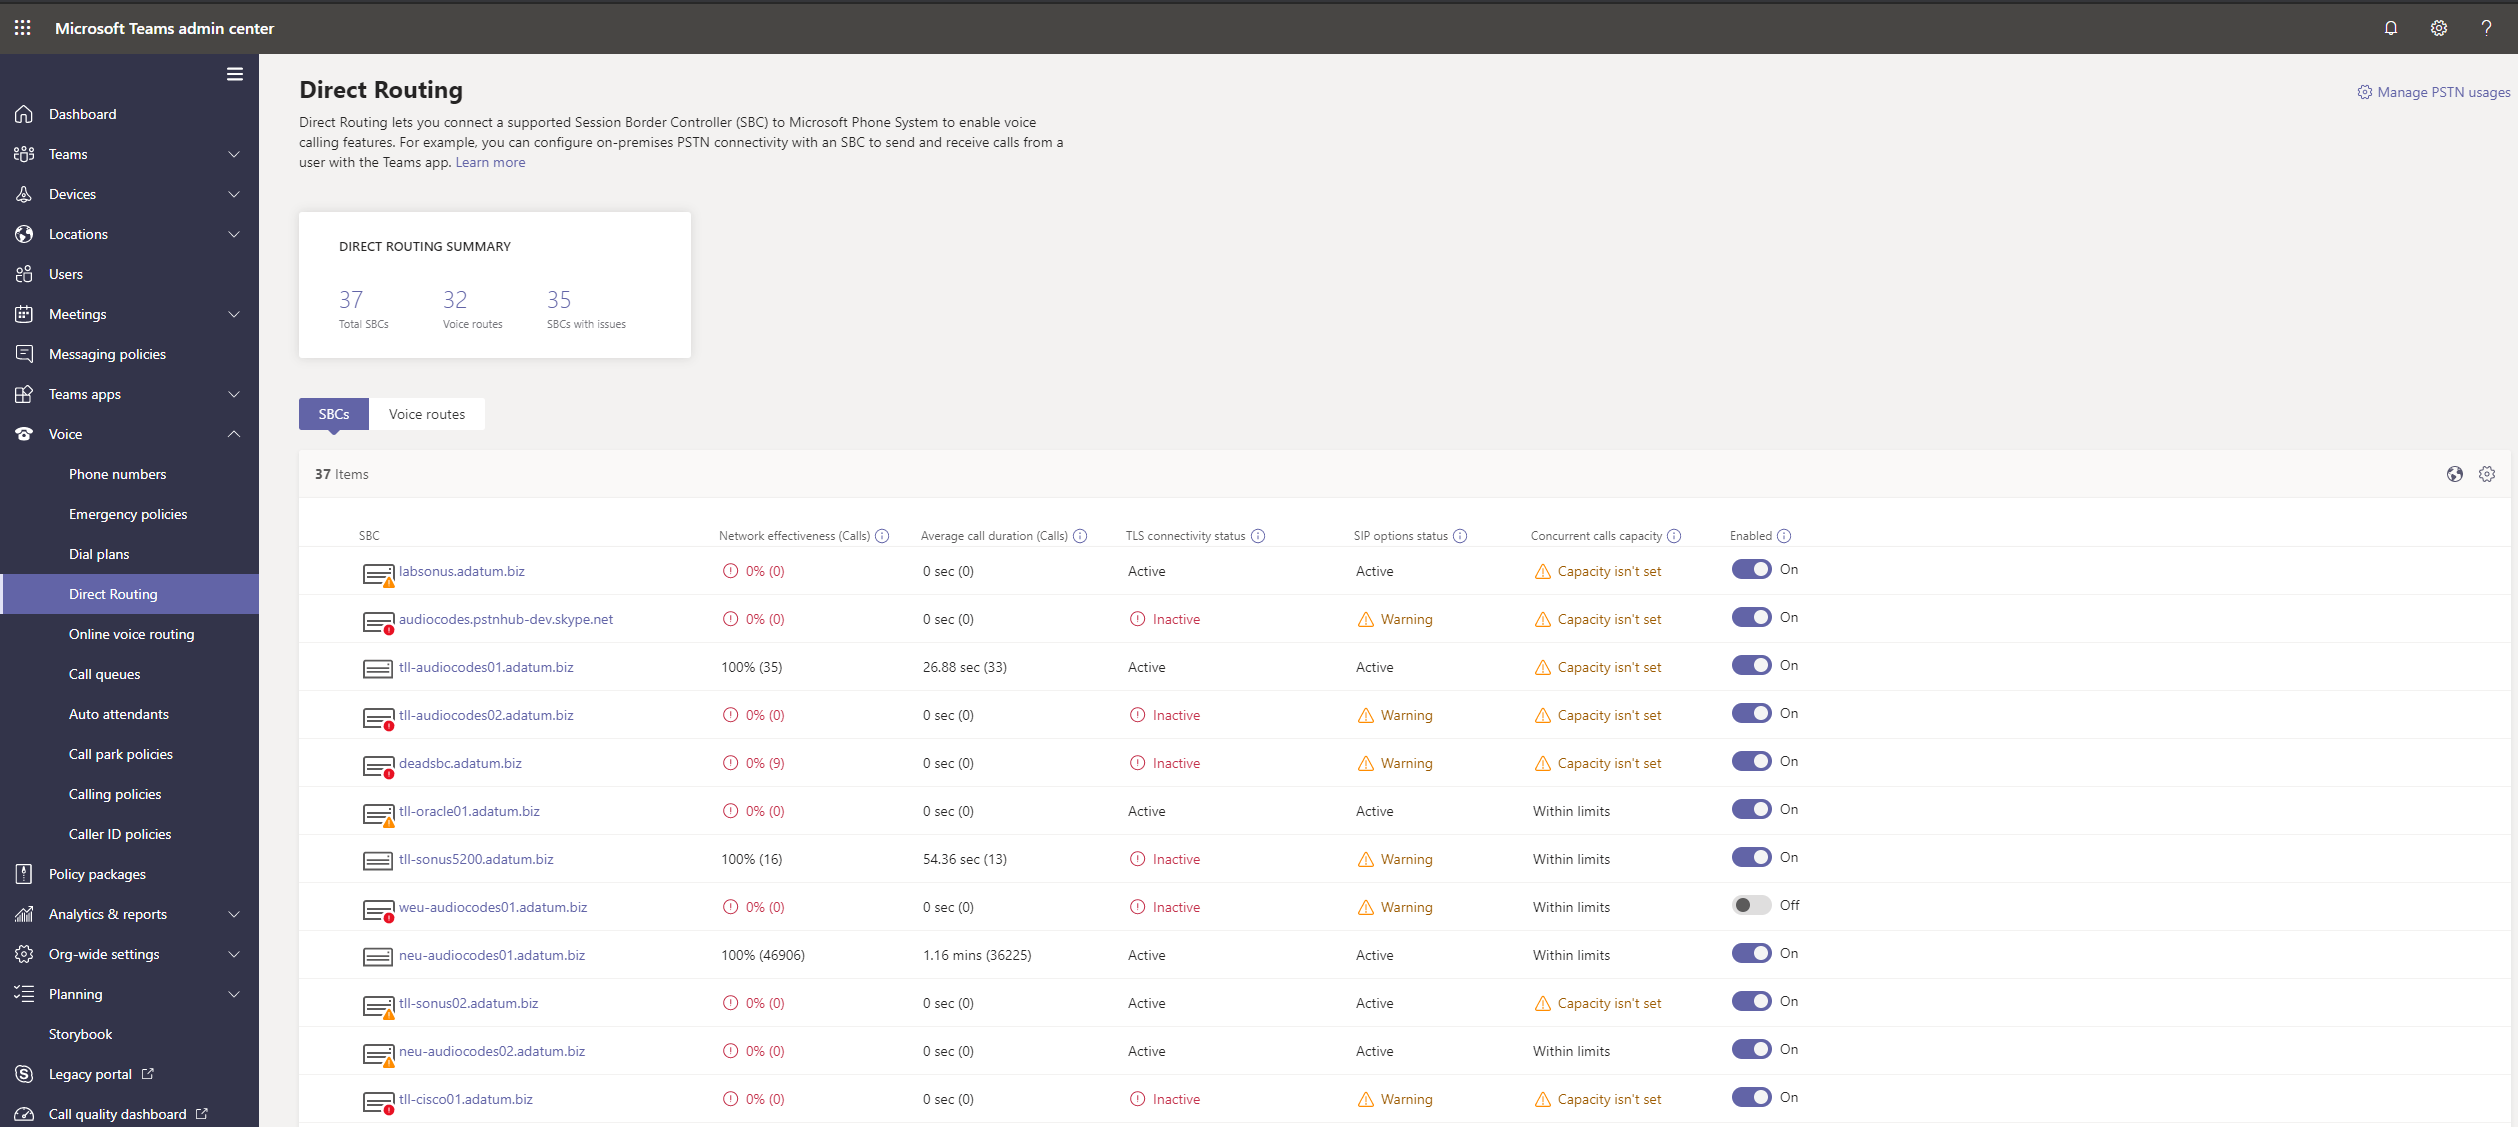 Microsoft Teams admin center
?
Dashboard
Teams
Devices
Locations
Users
Meetings
Messaging policies
Teams apps
Voice
Phone numbers
Emergency policies
Dial plans
Direct Routing
Online voice routing
Call queues
Auto attendants
Call park policies
Calling policies
Caller ID policies
Policy packages
Analytics & reports
Org-wide settings
Planning
Storybook
Legacy portal
Call quality dashboard
Direct Routing
Manage PSTN usages
Direct Routing lets you connect a supported Session Border Controller (SBC) to Microsoft Phone System to enable voice
calling features. For example, you can configure on-premises PSTN connectivity with an SBC to send and receive calls from a
user with the Teams app. Learn more
DIRECT ROUTING SUMMARY
37 32 35
Total SBCs Voice routes SBCs with issues
SBCs Voice routes
37 Items
SBC Network effectiveness (Calls) Average call duration (Calls) TLS connectivity status SIP options status Concurrent calls capacity Enabled
labsonus.adatum.biz 0% (0) 0 sec (0) Active Active Capacity isn't set On
audiocodes.pstnhub-dev.skype.net 0% (0) 0 sec (0) Inactive Warning Capacity isn't set On
tll-audiocodes01.adatum.biz 100% (35) 26.88 sec (33) Active Active Capacity isn't set On
tll-audiocodes02.adatum.biz 0% (0) 0 sec (0) Inactive Warning Capacity isn't set On
deadsbc.adatum.biz 0% (9) 0 sec (0) Inactive Warning Capacity isn't set On
tll-oracle01.adatum.biz 0% (0) 0 sec (0) Active Active Within limits On
tll-sonus5200.adatum.biz 100% (16) 54.36 sec (13) Inactive Warning Within limits On
weu-audiocodes01.adatum.biz 0% (0) 0 sec (0) Inactive Warning Within limits Off
neu-audiocodes01.adatum.biz 100% (46906) 1.16 mins (36225) Active Active Within limits On
tll-sonus02.adatum.biz 0% (0) 0 sec (0) Active Active Capacity isn't set On
neu-audiocodes02.adatum.biz 0% (0) 0 sec (0) Active Active Within limits On
tll-cisco01.adatum.biz 0% (0) 0 sec (0) Inactive Warning Capacity isn't set On